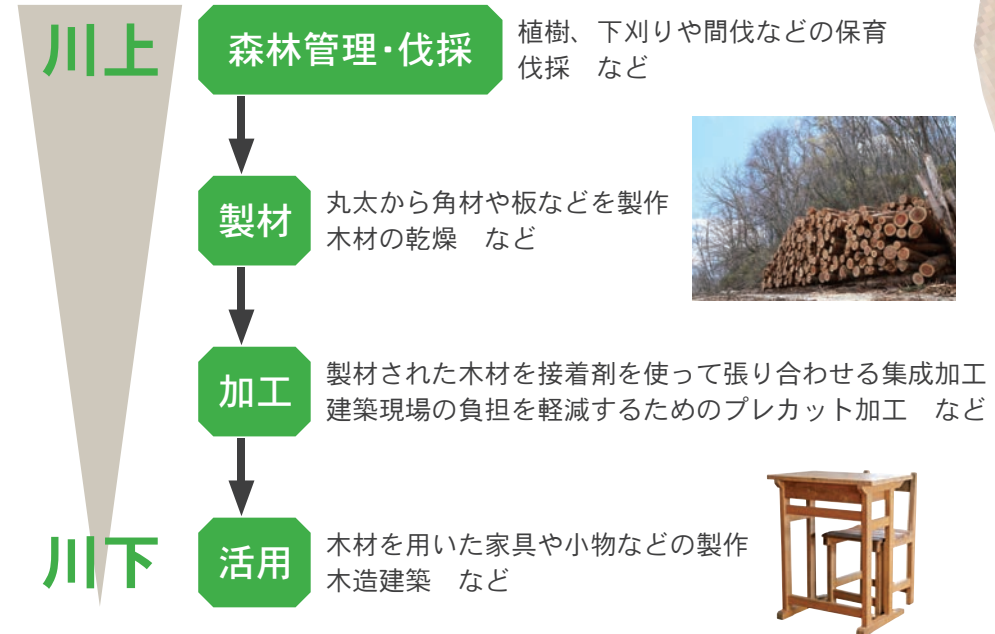 川上
森林管理・伐採
植樹、下刈りや間伐などの保育
伐採　など
製材
丸太から角材や板などを製作
木材の乾燥　など
加工
製材された木材を接着剤を使って張り合わせる集成加工
建築現場の負担を軽減するためのプレカット加工　など
川下
活用
木材を用いた家具や小物などの製作
木造建築　など